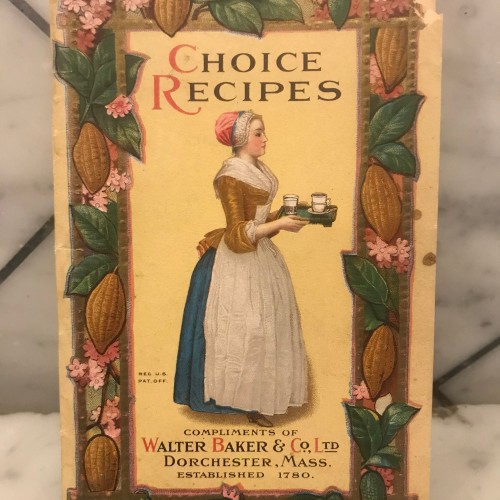 CHOICE
RECIPES
REG. U.S.
PAT. OFF.
COMPLIMENTS OF
WALTER BAKER & CO., LTD
DORCHESTER, MASS.
ESTABLISHED 1780.